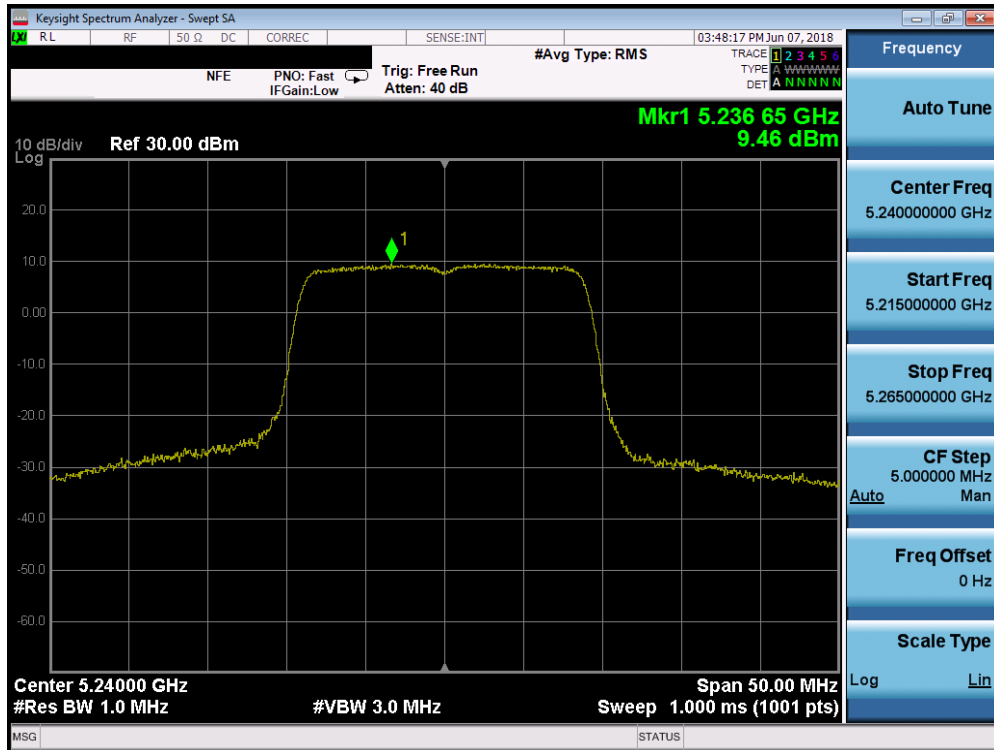 Keysight Spectrum Analyzer - Swept SA
LXI RL RF 50 Ω DC CORREC SENSE:INT 03:48:17 PM Jun 07, 2018
#Avg Type: RMS
TRACE 1 2 3 4 5 6
TYPE A W W W W W
DET A N N N N N
NFE PNO: Fast Trig: Free Run
IFGain:Low Atten: 40 dB
Mkr1 5.236 65 GHz
9.46 dBm
10 dB/div Ref 30.00 dBm
Log
20.0
10.0
1
0.00
-10.0
-20.0
-30.0
-40.0
-50.0
-60.0
Center 5.24000 GHz Span 50.00 MHz
#Res BW 1.0 MHz #VBW 3.0 MHz Sweep 1.000 ms (1001 pts)
MSG STATUS
Frequency
Auto Tune
Center Freq
5.240000000 GHz
Start Freq
5.215000000 GHz
Stop Freq
5.265000000 GHz
CF Step
5.000000 MHz
Auto Man
Freq Offset
0 Hz
Scale Type
Log Lin